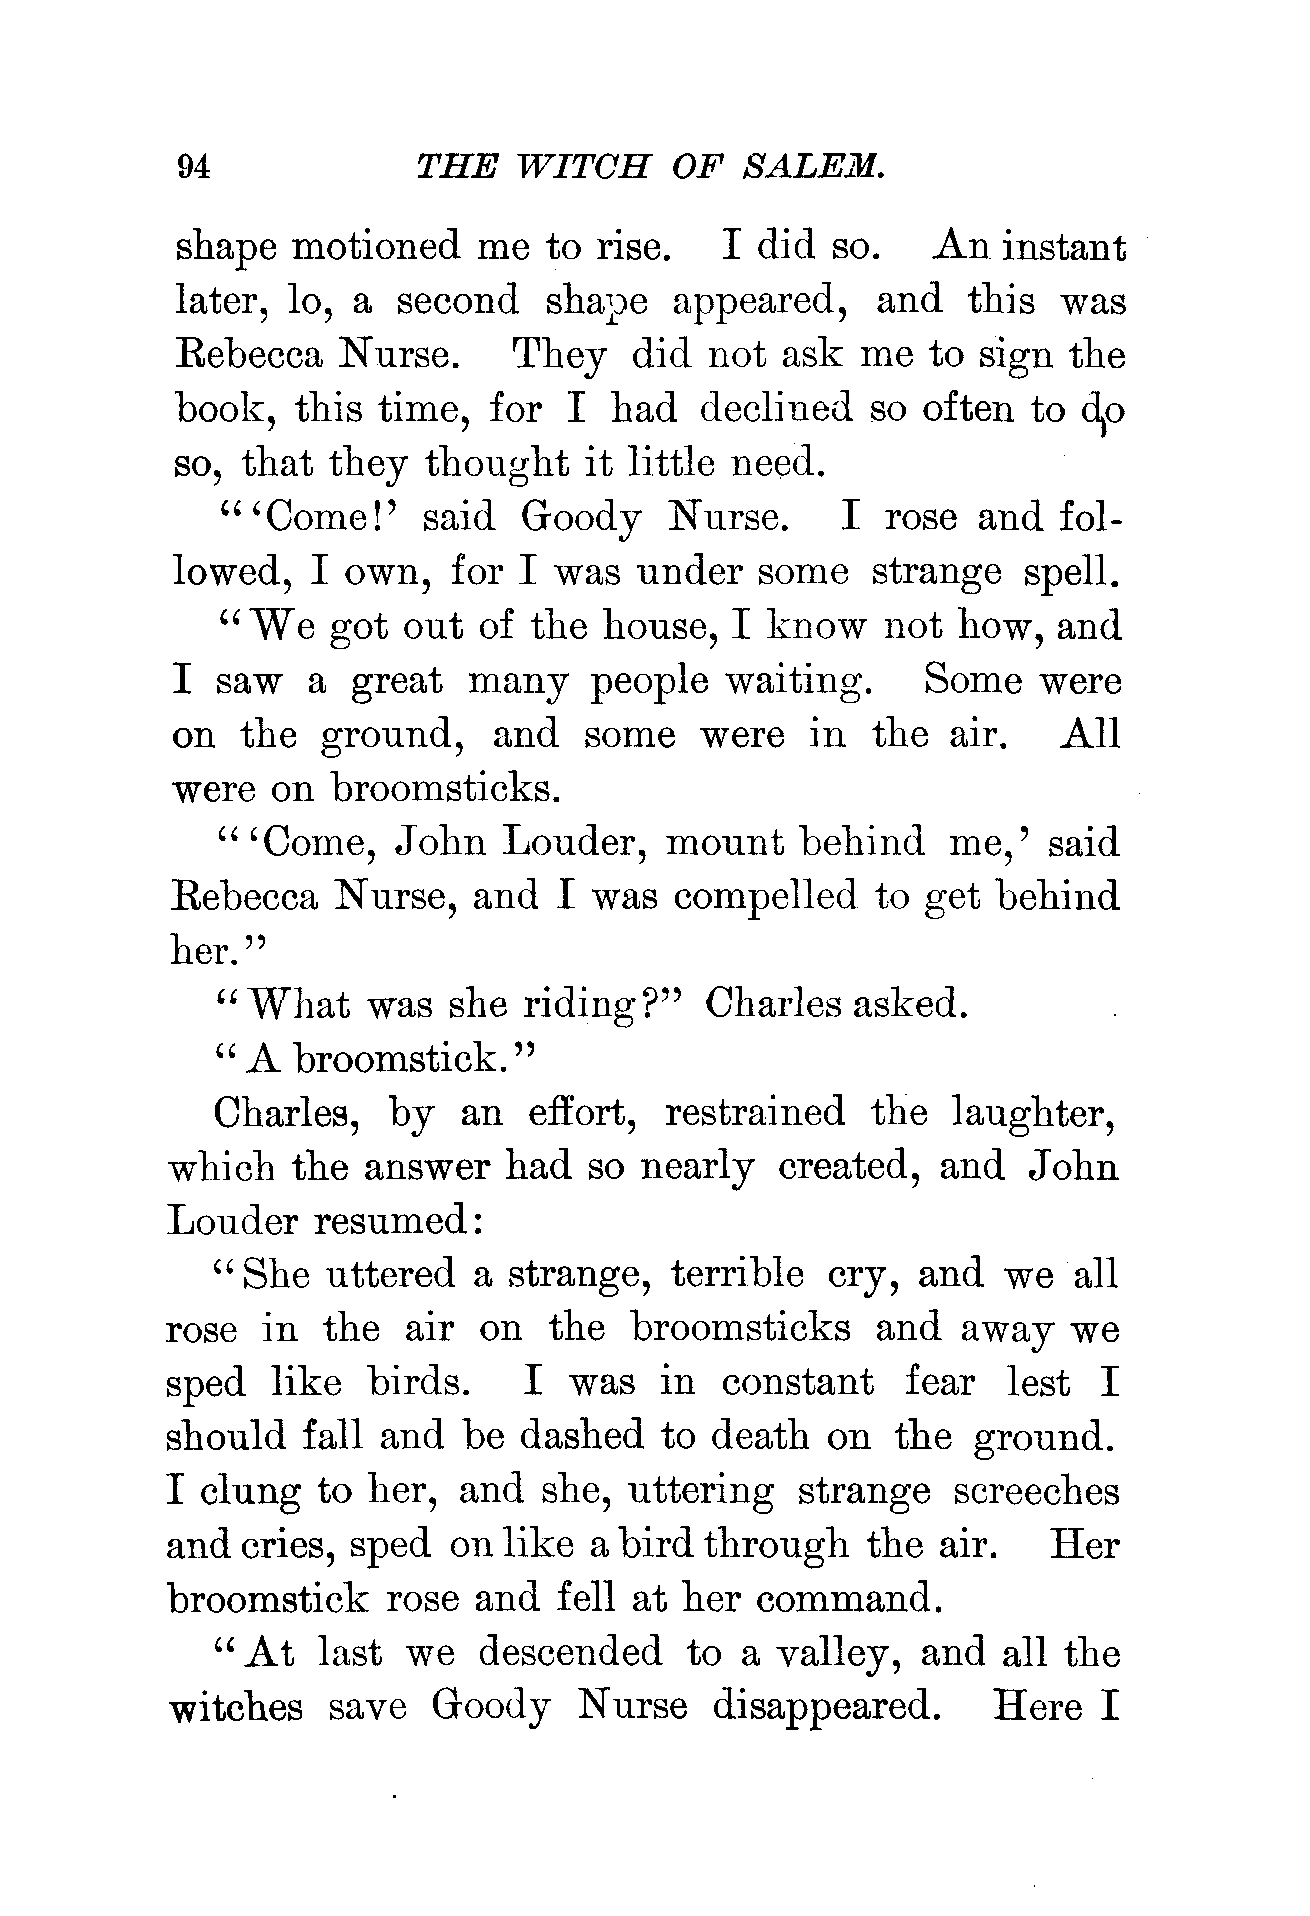 94 THE WITCH OF SALEM.
shape motioned me to rise. I did so. An instant
later, lo, a second shape appeared, and this was
Rebecca Nurse. They did not ask me to sign the
book, this time, for I had declined so often to do
so, that they thought it little need.
“‘Come!’ said Goody Nurse. I rose and fol-
lowed, I own, for I was under some strange spell.
“We got out of the house, I know not how, and
I saw a great many people waiting. Some were
on the ground, and some were in the air. All
were on broomsticks.
“‘Come, John Louder, mount behind me,’ said
Rebecca Nurse, and I was compelled to get behind
her.”
“What was she riding?” Charles asked.
“A broomstick.”
Charles, by an effort, restrained the laughter,
which the answer had so nearly created, and John
Louder resumed:
“She uttered a strange, terrible cry, and we all
rose in the air on the broomsticks and away we
sped like birds. I was in constant fear lest I
should fall and be dashed to death on the ground.
I clung to her, and she, uttering strange screeches
and cries, sped on like a bird through the air. Her
broomstick rose and fell at her command.
“At last we descended to a valley, and all the
witches save Goody Nurse disappeared. Here I